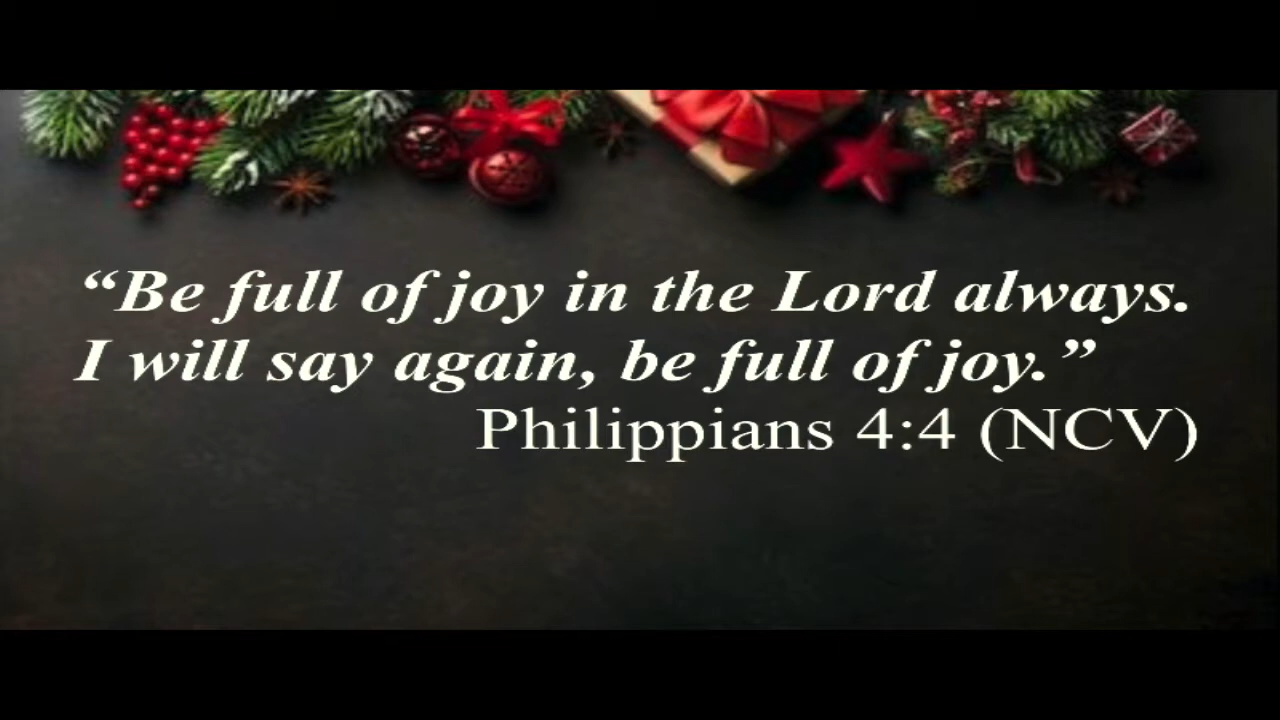 “Be full of joy in the Lord always.
I will say again, be full of joy.”
Philippians 4:4 (NCV)